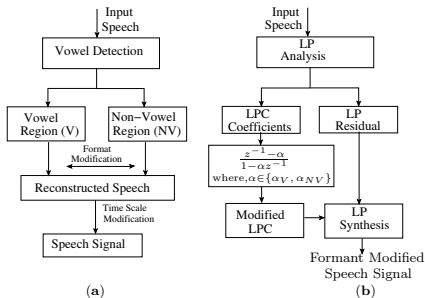 Input
Speech
Vowel Detection
Vowel
Region (V)
Non−Vowel
Region (NV)
Format
Modification
Reconstructed Speech
Time Scale
Modification
Speech Signal
(a)
Input
Speech
LP
Analysis
LPC
Coefficients
LP
Residual
z⁻¹−α
1−αz⁻¹
where,α∈{α_V, α_NV}
Modified
LPC
LP
Synthesis
Formant Modified
Speech Signal
(b)